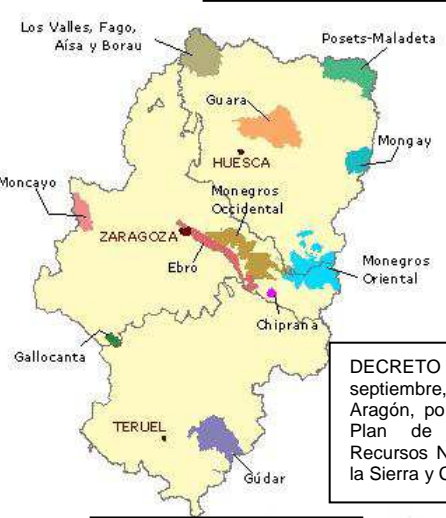 Los Valles, Fago,
Aísa y Borau
Posets-Maladeta
Guara
HUESCA
Mongay
Moncayo
Monegros
Occidental
ZARAGOZA
Ebro
Monegros
Oriental
Chiprana
Gallocanta
TERUEL
Gúdar
DECRETO
septiembre,
Aragón, po
Plan de
Recursos N
la Sierra y C